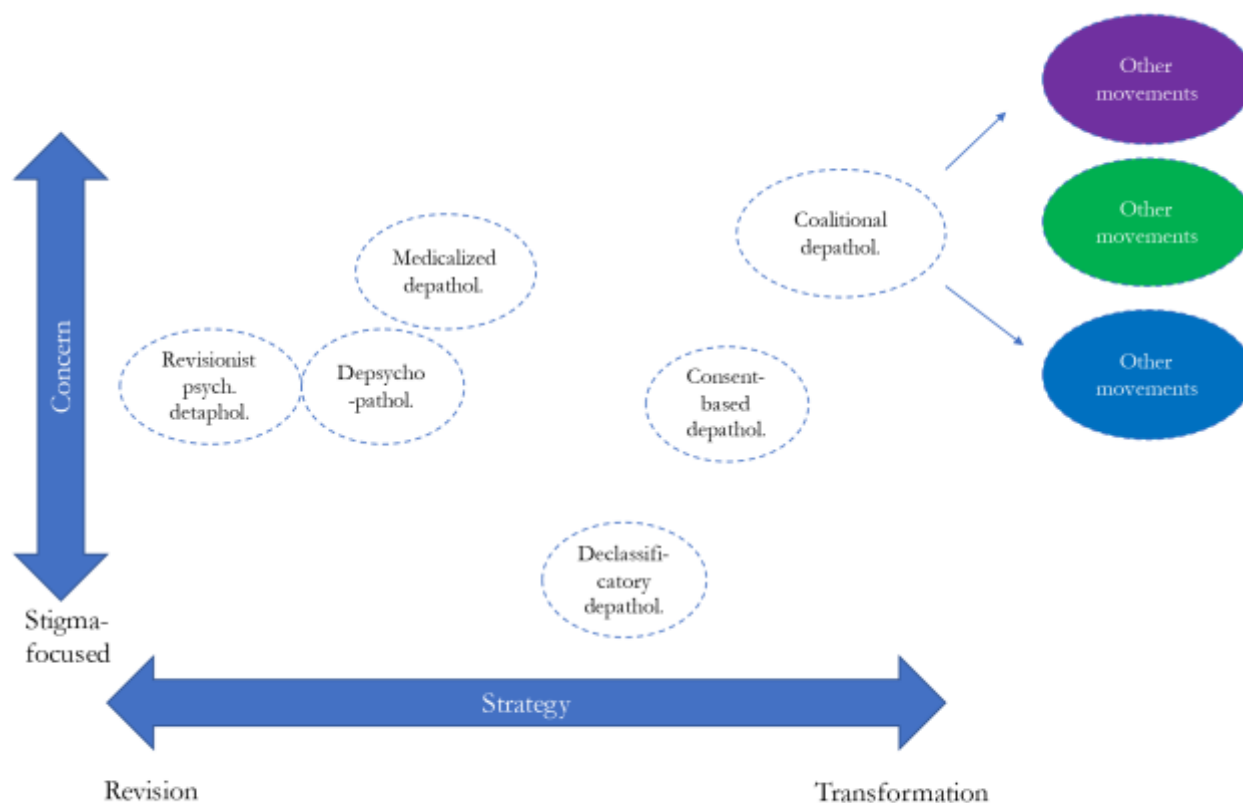 Other
movements
Other
movements
Other
movements
Coalitional
depathol.
Medicalized
depathol.
Concern
Revisionist
psych.
detaphol.
Depsycho
-pathol.
Consent-
based
depathol.
Declassifi-
catory
depathol.
Stigma-
focused
Strategy
Revision
Transformation